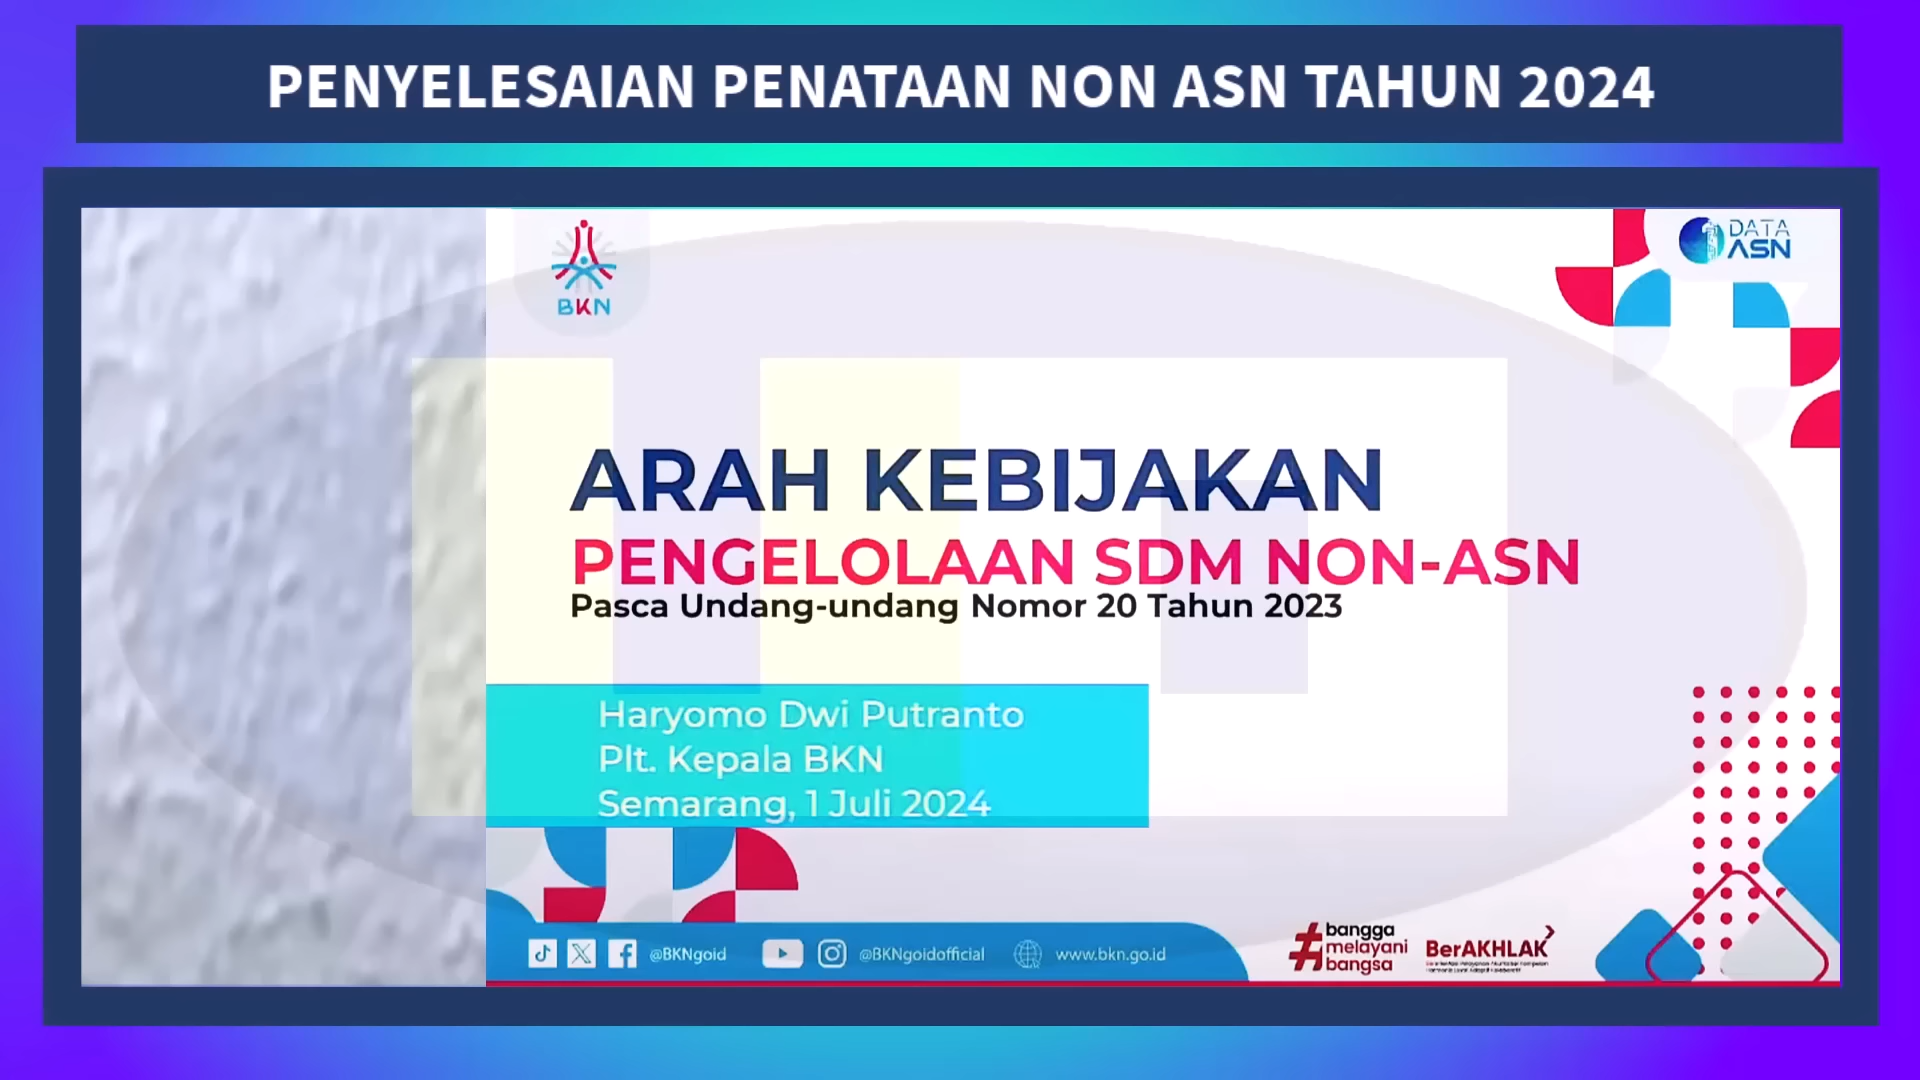 PENYELESAIAN PENATAAN NON ASN TAHUN 2024
BKN
DATA
ASN
ARAH KEBIJAKAN
PENGELOLAAN SDM NON-ASN
Pasca Undang-undang Nomor 20 Tahun 2023
Haryomo Dwi Putranto
Plt. Kepala BKN
Semarang, 1 Juli 2024
@BKNgoid
@BKNgoidofficial
www.bkn.go.id
#bangga
melayani
bangsa
BerAKHLAK